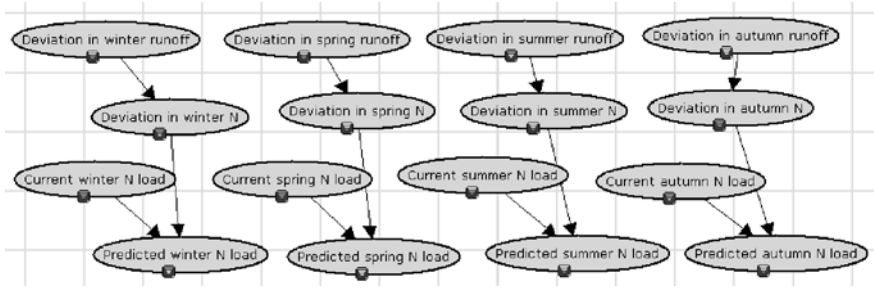 Deviation in winter runoff
Deviation in spring runoff
Deviation in summer runoff
Deviation in autumn runoff
Deviation in winter N
Deviation in spring N
Deviation in summer N
Deviation in autumn N
Current winter N load
Current spring N load
Current summer N load
Current autumn N load
Predicted winter N load
Predicted spring N load
Predicted summer N load
Predicted autumn N load